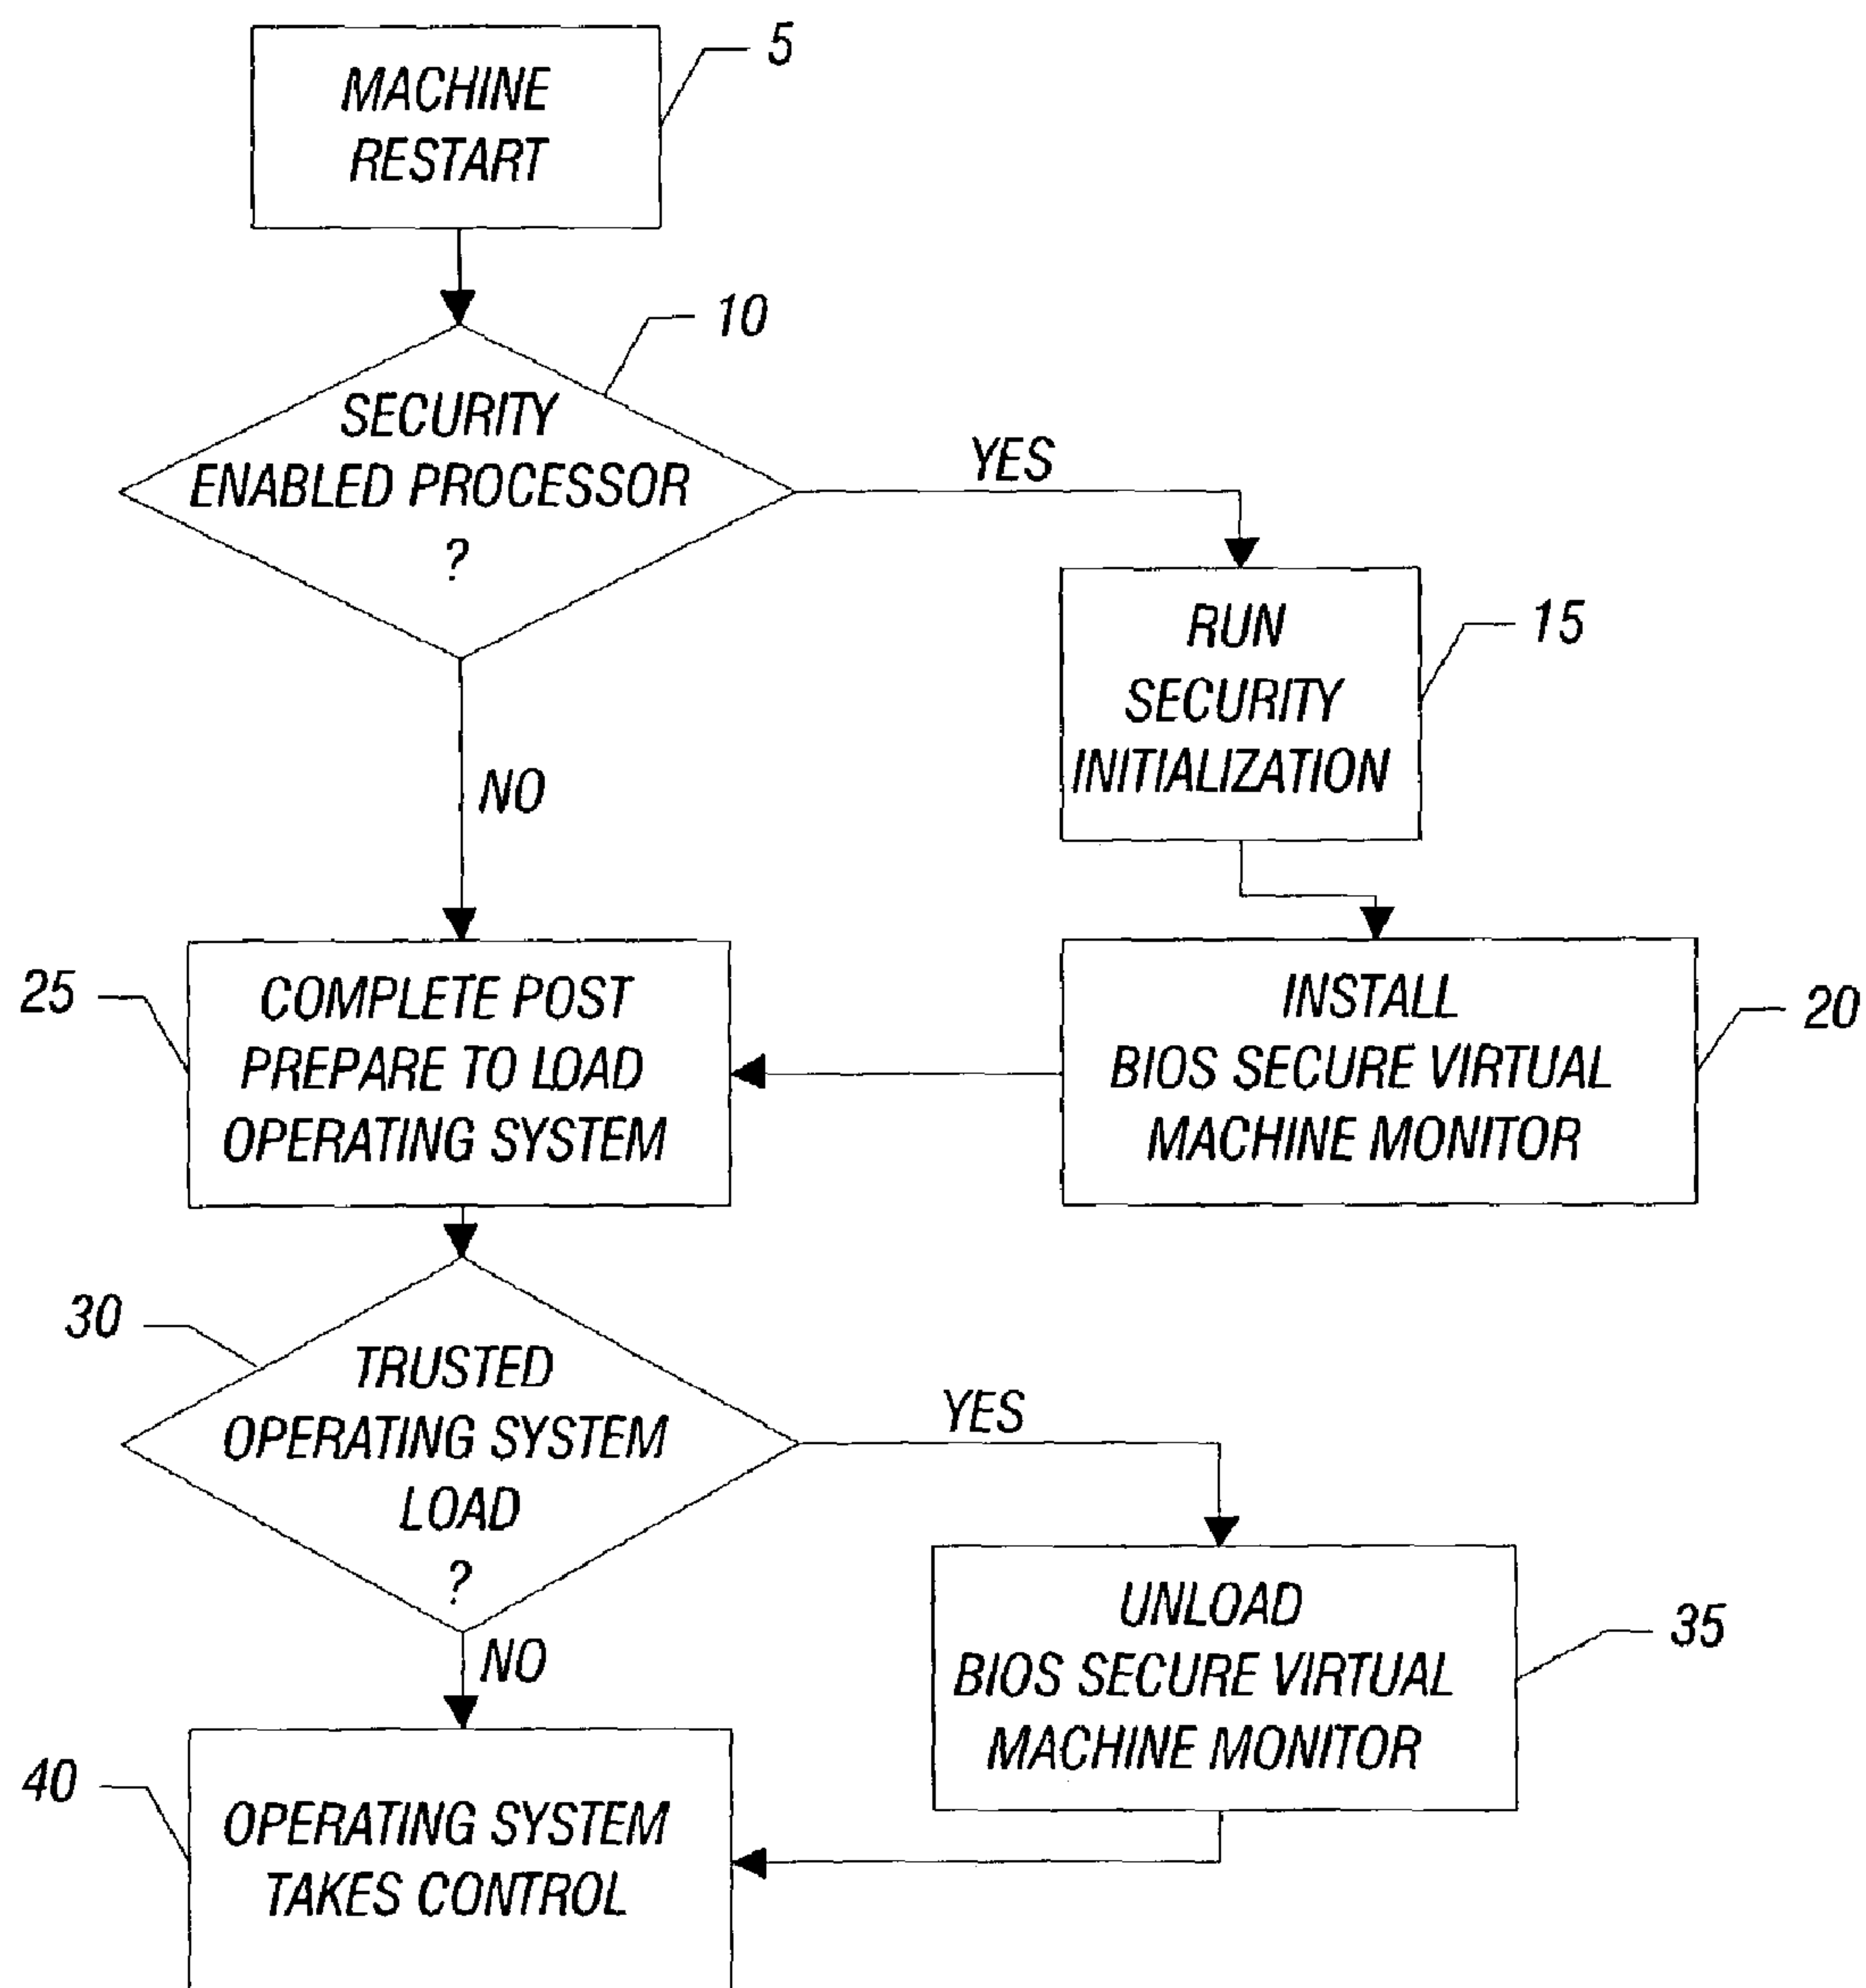 MACHINE
RESTART
5
10
SECURITY
ENABLED PROCESSOR
?
YES
NO
RUN
SECURITY
INITIALIZATION
15
25
COMPLETE POST
PREPARE TO LOAD
OPERATING SYSTEM
INSTALL
BIOS SECURE VIRTUAL
MACHINE MONITOR
20
30
TRUSTED
OPERATING SYSTEM
LOAD
?
YES
NO
UNLOAD
BIOS SECURE VIRTUAL
MACHINE MONITOR
35
40
OPERATING SYSTEM
TAKES CONTROL